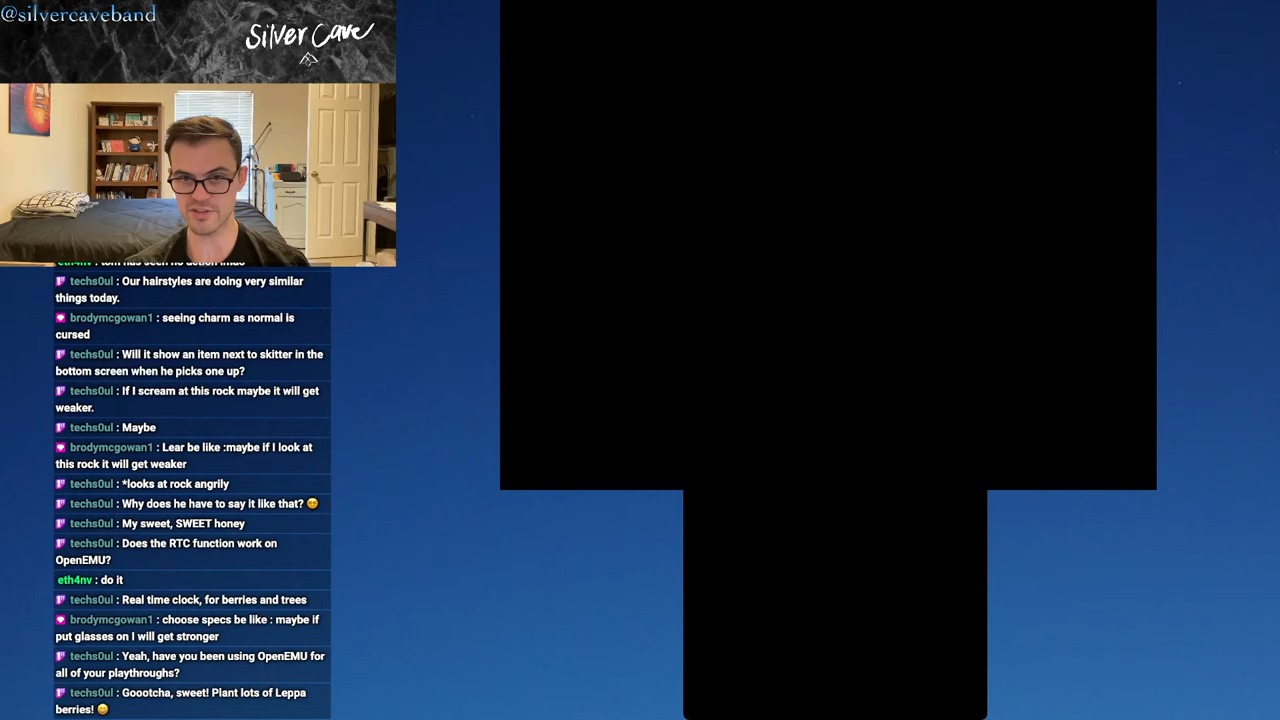 @silvercaveband
Silver Cave
eth4nv : tom has seen no action lmao
techs0ul : Our hairstyles are doing very similar
things today.
brodymcgowan1 : seeing charm as normal is
cursed
techs0ul : Will it show an item next to skitter in the
bottom screen when he picks one up?
techs0ul : If I scream at this rock maybe it will get
weaker.
techs0ul : Maybe
brodymcgowan1 : Lear be like :maybe if I look at
this rock it will get weaker
techs0ul : *looks at rock angrily
techs0ul : Why does he have to say it like that?
techs0ul : My sweet, SWEET honey
techs0ul : Does the RTC function work on
OpenEMU?
eth4nv : do it
techs0ul : Real time clock, for berries and trees
brodymcgowan1 : choose specs be like : maybe if
put glasses on I will get stronger
techs0ul : Yeah, have you been using OpenEMU for
all of your playthroughs?
techs0ul : Goootcha, sweet! Plant lots of Leppa
berries!